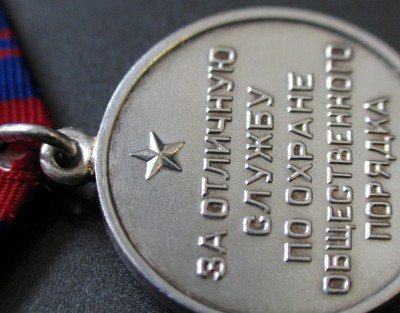 ЗА ОТЛИЧНУЮ
СЛУЖБУ
ПО ОХРАНЕ
ОБЩЕСТВЕННОГО
ПОРЯДКА